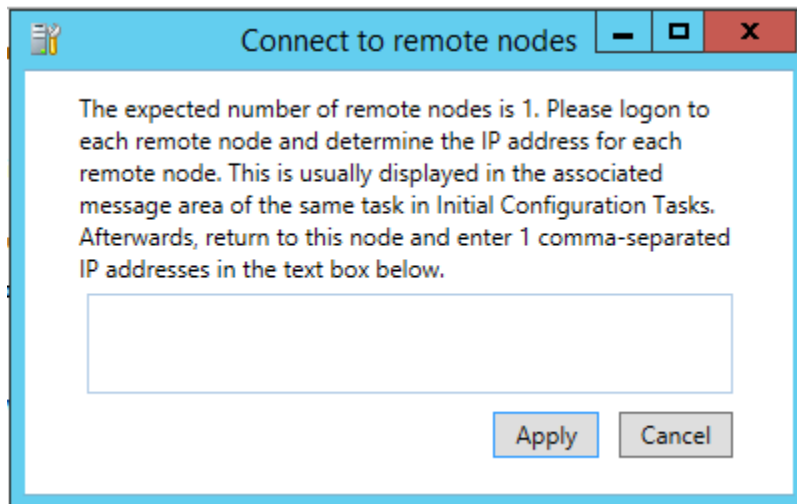 Connect to remote nodes
The expected number of remote nodes is 1. Please logon to
each remote node and determine the IP address for each
remote node. This is usually displayed in the associated
message area of the same task in Initial Configuration Tasks.
Afterwards, return to this node and enter 1 comma-separated
IP addresses in the text box below.
Apply Cancel